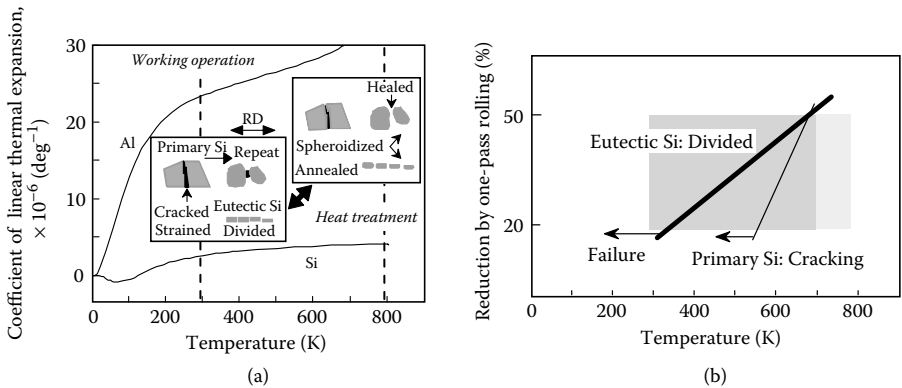 Coefficient of linear thermal expansion,
× 10⁻⁶ (deg⁻¹)
30
20
10
0
Working operation
Al
RD
Primary Si
Repeat
Cracked
Strained
Eutectic Si
Divided
Healed
Spheroidized
Annealed
Heat treatment
Si
0 200 400 600 800
Temperature (K)
(a)
Reduction by one-pass rolling (%)
50
20
Eutectic Si: Divided
Failure
Primary Si: Cracking
0 200 400 600 800
Temperature (K)
(b)